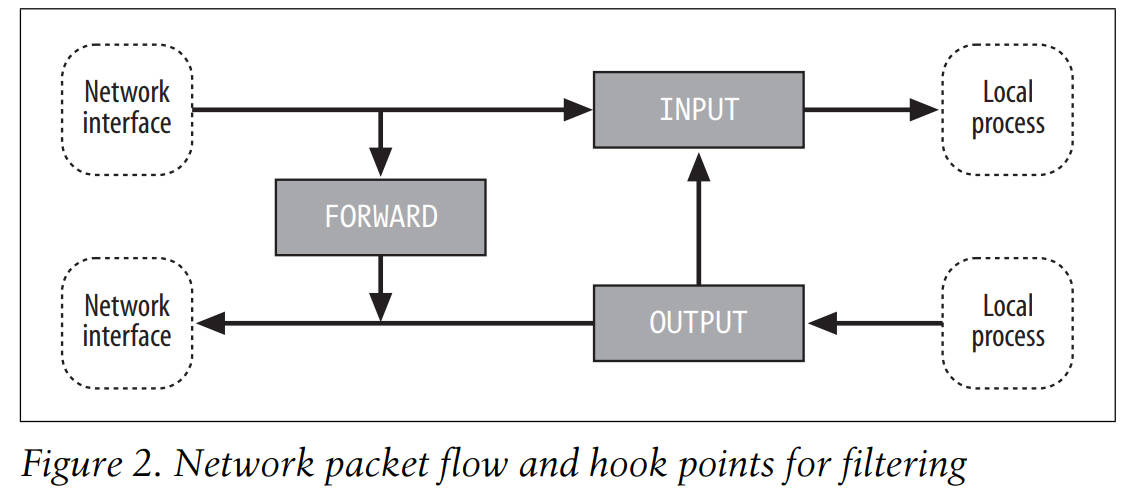 Network
interface
INPUT
Local
process
FORWARD
Network
interface
OUTPUT
Local
process
Figure 2. Network packet flow and hook points for filtering